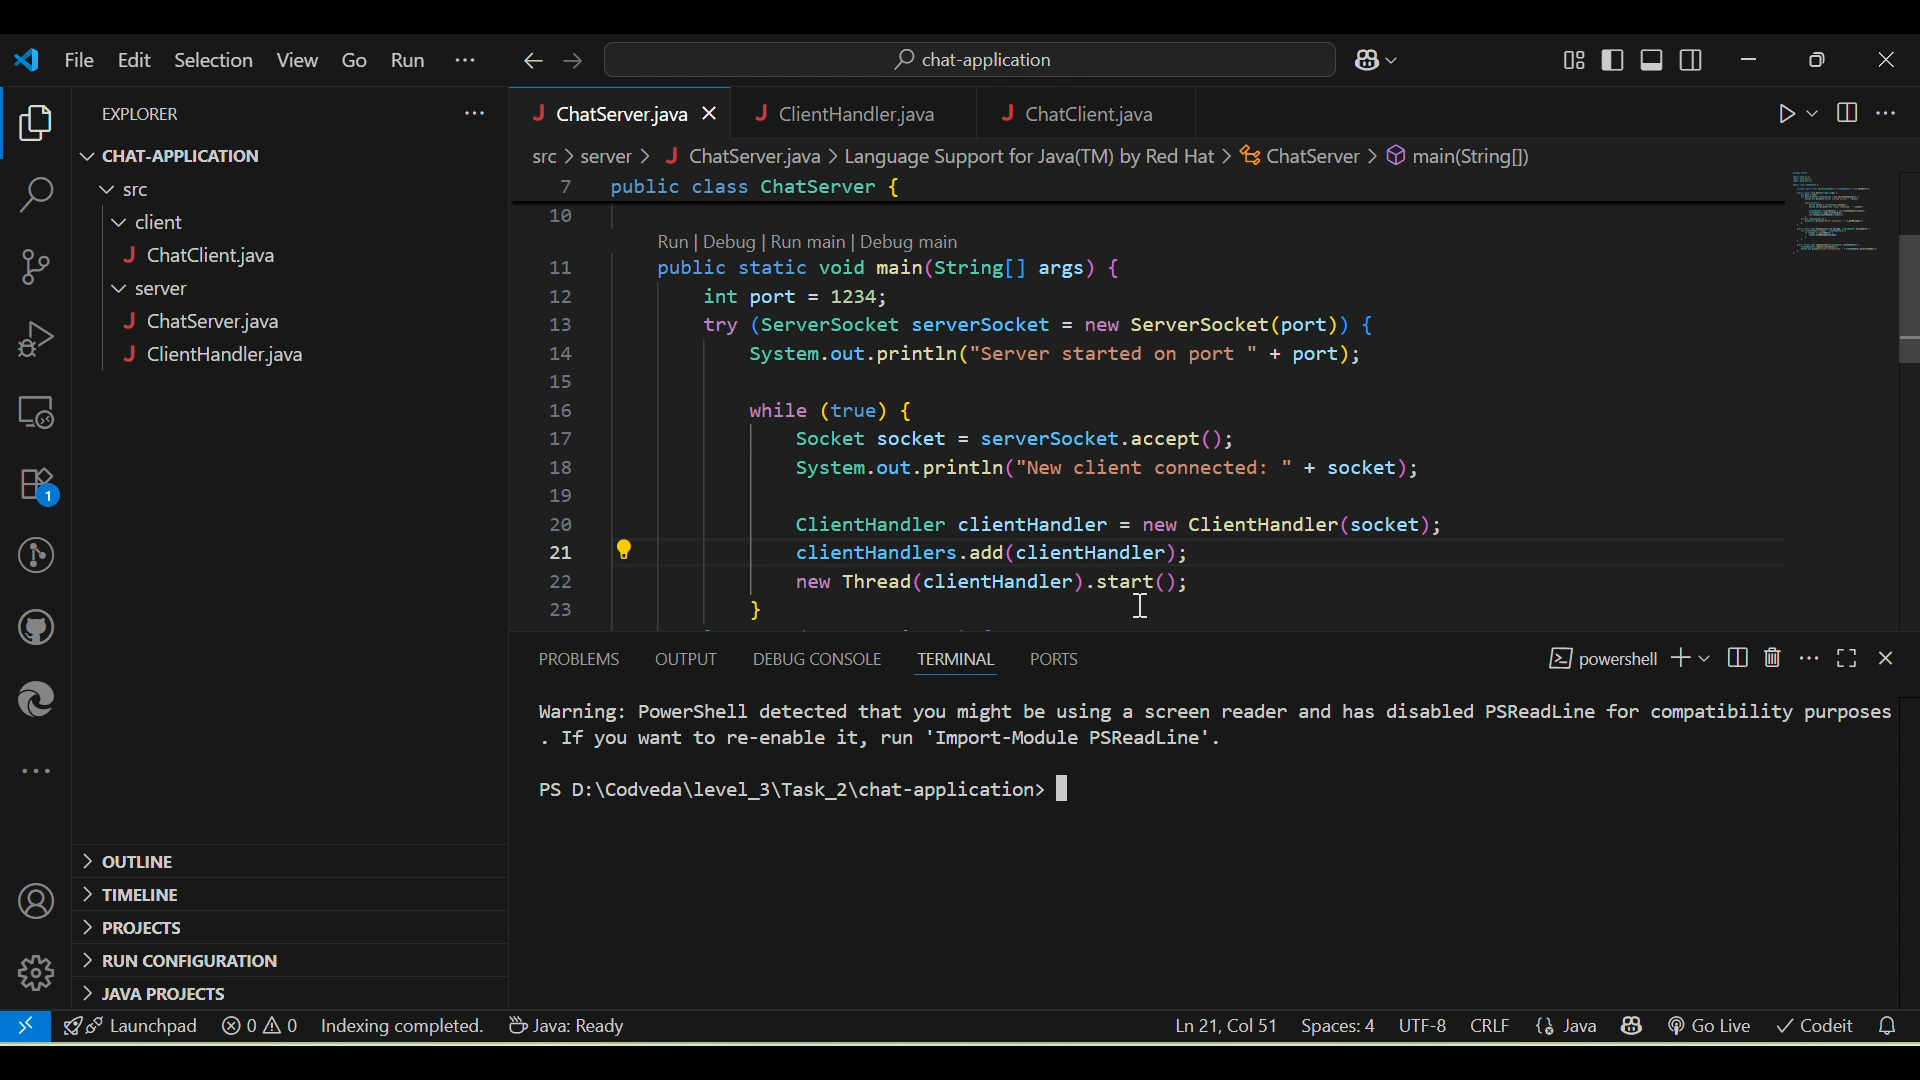 File Edit Selection View Go Run ...
chat-application
EXPLORER
CHAT-APPLICATION
src
client
ChatClient.java
server
ChatServer.java
ClientHandler.java
OUTLINE
TIMELINE
PROJECTS
RUN CONFIGURATION
JAVA PROJECTS
1
ChatServer.java ClientHandler.java ChatClient.java
src > server > ChatServer.java > Language Support for Java(TM) by Red Hat > ChatServer > main(String[])
7 public class ChatServer {
10
Run | Debug | Run main | Debug main
11 public static void main(String[] args) {
12 int port = 1234;
13 try (ServerSocket serverSocket = new ServerSocket(port)) {
14 System.out.println("Server started on port " + port);
15
16 while (true) {
17 Socket socket = serverSocket.accept();
18 System.out.println("New client connected: " + socket);
19
20 ClientHandler clientHandler = new ClientHandler(socket);
21 clientHandlers.add(clientHandler);
22 new Thread(clientHandler).start();
23 }
PROBLEMS OUTPUT DEBUG CONSOLE TERMINAL PORTS
powershell
Warning: PowerShell detected that you might be using a screen reader and has disabled PSReadLine for compatibility purposes
. If you want to re-enable it, run 'Import-Module PSReadLine'.
PS D:\Codveda\level_3\Task_2\chat-application>
Launchpad 0 0 Indexing completed. Java: Ready
Ln 21, Col 51 Spaces: 4 UTF-8 CRLF Java Go Live Codeit